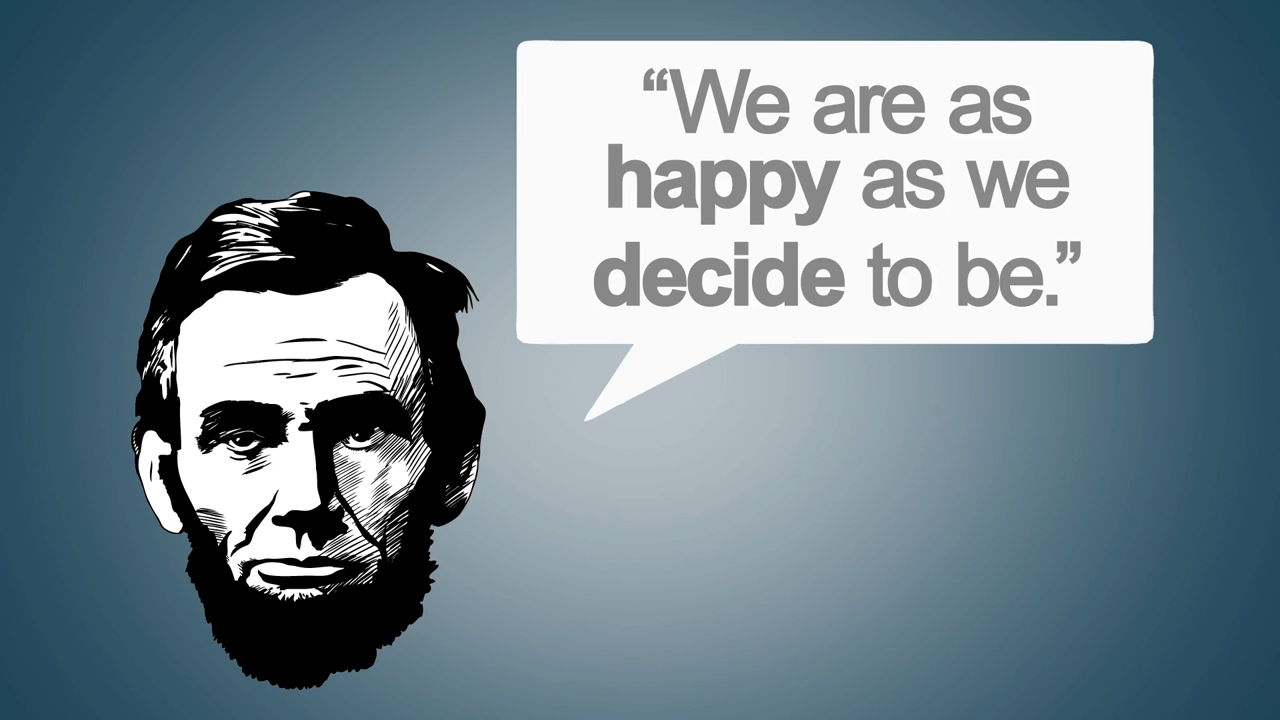 “We are as
happy as we
decide to be.”